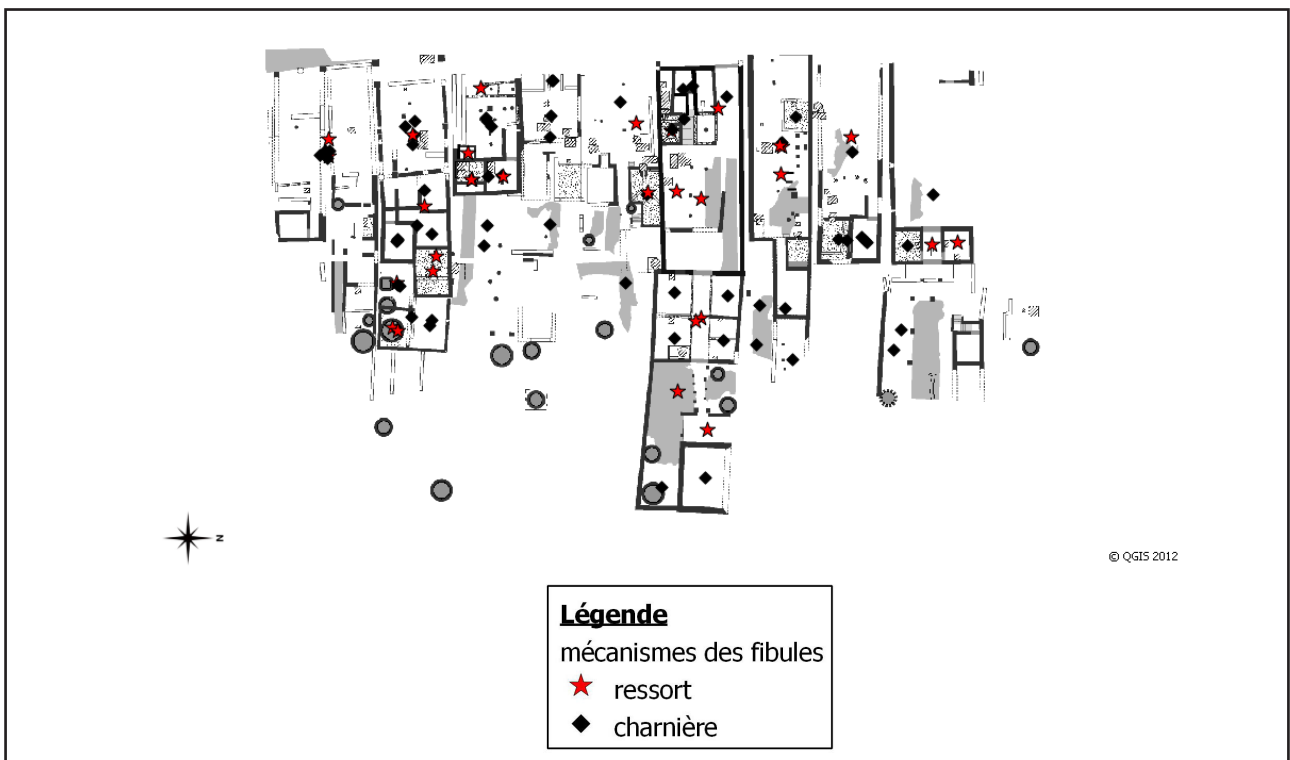 N
© QGIS 2012
Légende
mécanismes des fibules
ressort
charnière